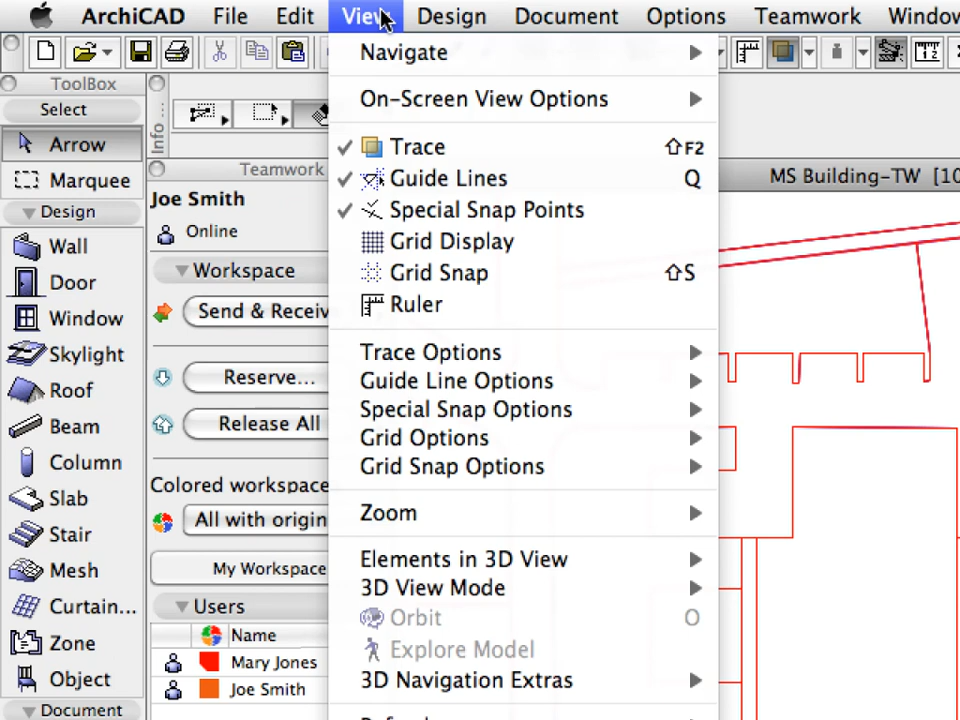 ArchiCAD File Edit View Design Document Options Teamwork Window
ToolBox
Select
Arrow
Marquee
Design
Wall
Door
Window
Skylight
Roof
Beam
Column
Slab
Stair
Mesh
Curtain...
Zone
Object
Document
Info ...
Teamwork
Joe Smith
Online
Workspace
Send & Receiv
Reserve...
Release All
Colored workspace
All with origin
My Workspace
Users
Name
Mary Jones
Joe Smith
Navigate
On-Screen View Options
Trace ⇧F2
Guide Lines Q
Special Snap Points
Grid Display
Grid Snap ⇧S
Ruler
Trace Options
Guide Line Options
Special Snap Options
Grid Options
Grid Snap Options
Zoom
Elements in 3D View
3D View Mode
Orbit O
Explore Model
3D Navigation Extras
MS Building-TW [10